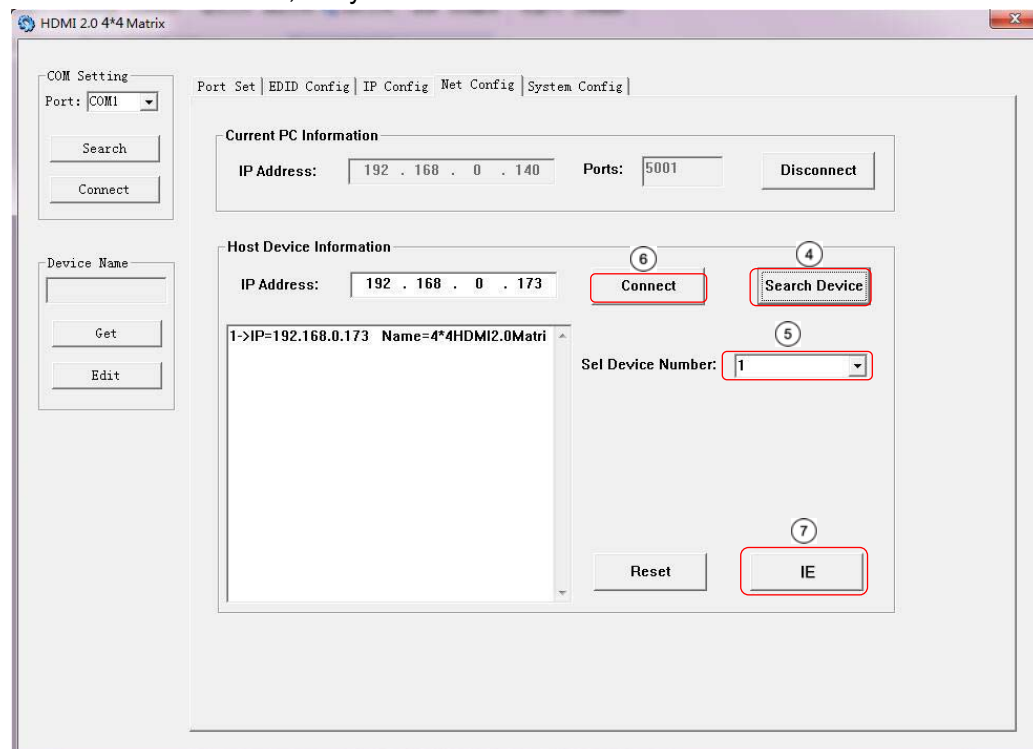 HDMI 2.0 4*4 Matrix
COM Setting
Port: COM1
Search
Connect
Device Name
Get
Edit
Port Set EDID Config IP Config Net Config System Config
Current PC Information
IP Address: 192 . 168 . 0 . 140 Ports: 5001 Disconnect
Host Device Information
6 4
IP Address: 192 . 168 . 0 . 173 Connect Search Device
1->IP=192.168.0.173 Name=4*4HDMI2.0Matri
5
Sel Device Number: 1
7
Reset IE